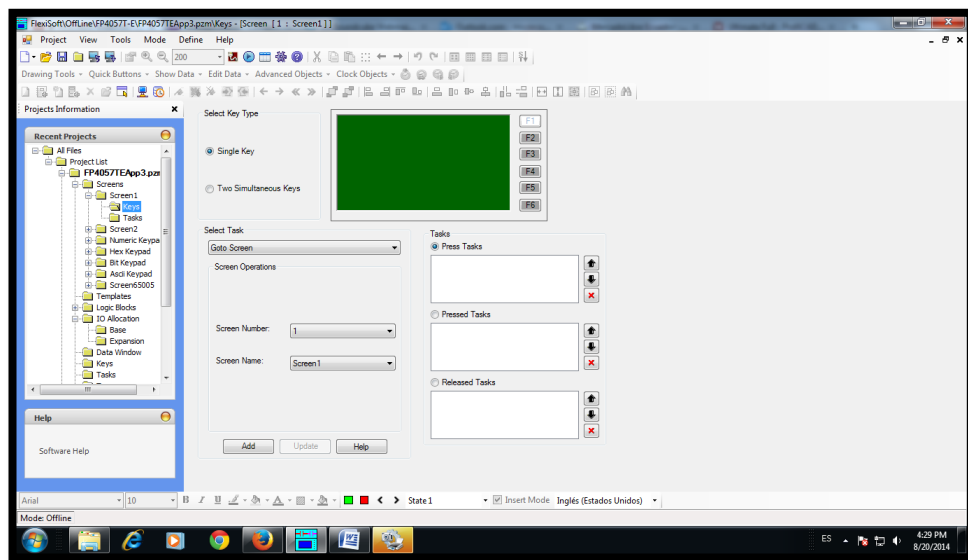 FlexiSoft\OffLine\FP4057T-E\FP4057TEApp3.pzm\Keys - [Screen [ 1 : Screen1 ] ]
Project View Tools Mode Define Help
200
Drawing Tools Quick Buttons Show Data Edit Data Advanced Objects Clock Objects
Projects Information
Recent Projects
All Files
Project List
FP4057TEApp3.pzm
Screens
Screen1
Keys
Tasks
Screen2
Numeric Keypa
Hex Keypad
Bit Keypad
Ascii Keypad
Screen65005
Templates
Logic Blocks
IO Allocation
Base
Expansion
Data Window
Keys
Tasks
Help
Software Help
Select Key Type
Single Key
Two Simultaneous Keys
F1
F2
F3
F4
F5
F6
Select Task
Goto Screen
Screen Operations
Screen Number: 1
Screen Name: Screen1
Add Update Help
Tasks
Press Tasks
Pressed Tasks
Released Tasks
Arial 10 B I U A State 1 Insert Mode Inglés (Estados Unidos)
Mode: Offline
ES 4:29 PM
8/20/2014